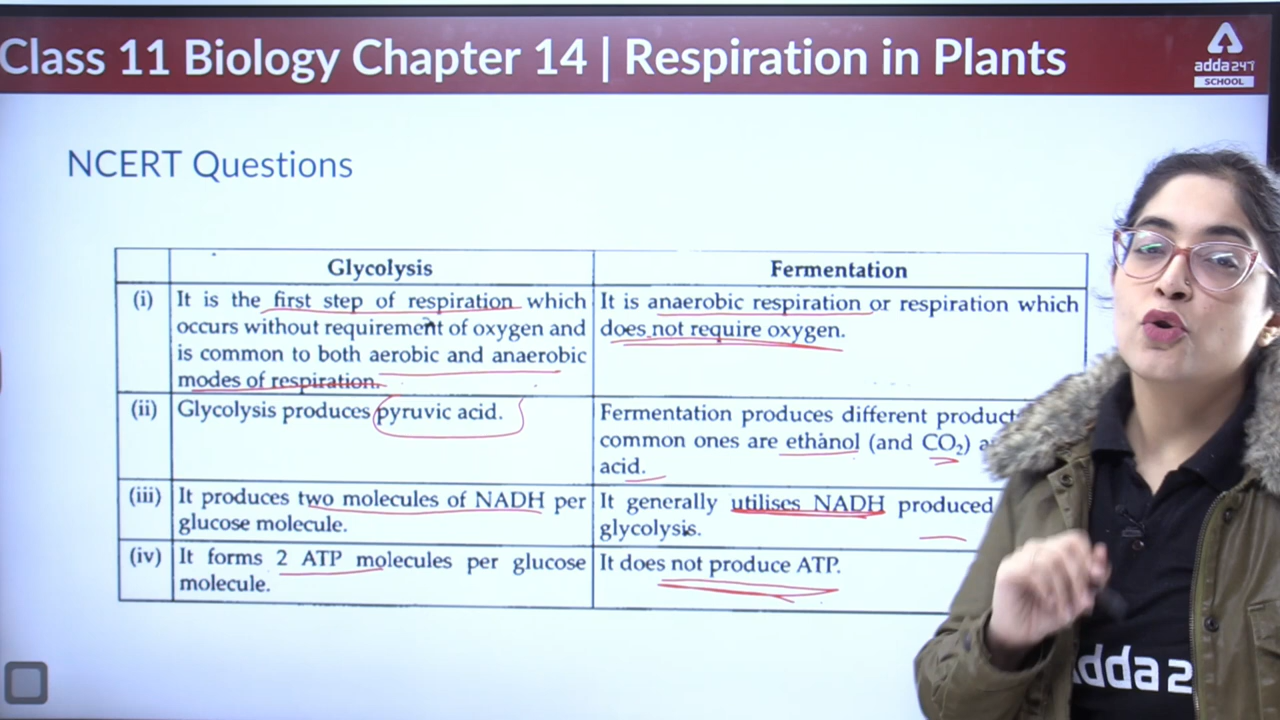 Class 11 Biology Chapter 14 | Respiration in Plants
adda247
SCHOOL
NCERT Questions
Glycolysis
Fermentation
(i) It is the first step of respiration which
occurs without requirement of oxygen and
is common to both aerobic and anaerobic
modes of respiration.
It is anaerobic respiration or respiration which
does not require oxygen.
(ii) Glycolysis produces pyruvic acid.
Fermentation produces different product
common ones are ethanol (and CO₂)
acid.
(iii) It produces two molecules of NADH per
glucose molecule.
It generally utilises NADH produced
glycolysis.
(iv) It forms 2 ATP molecules per glucose
molecule.
It does not produce ATP.
adda2